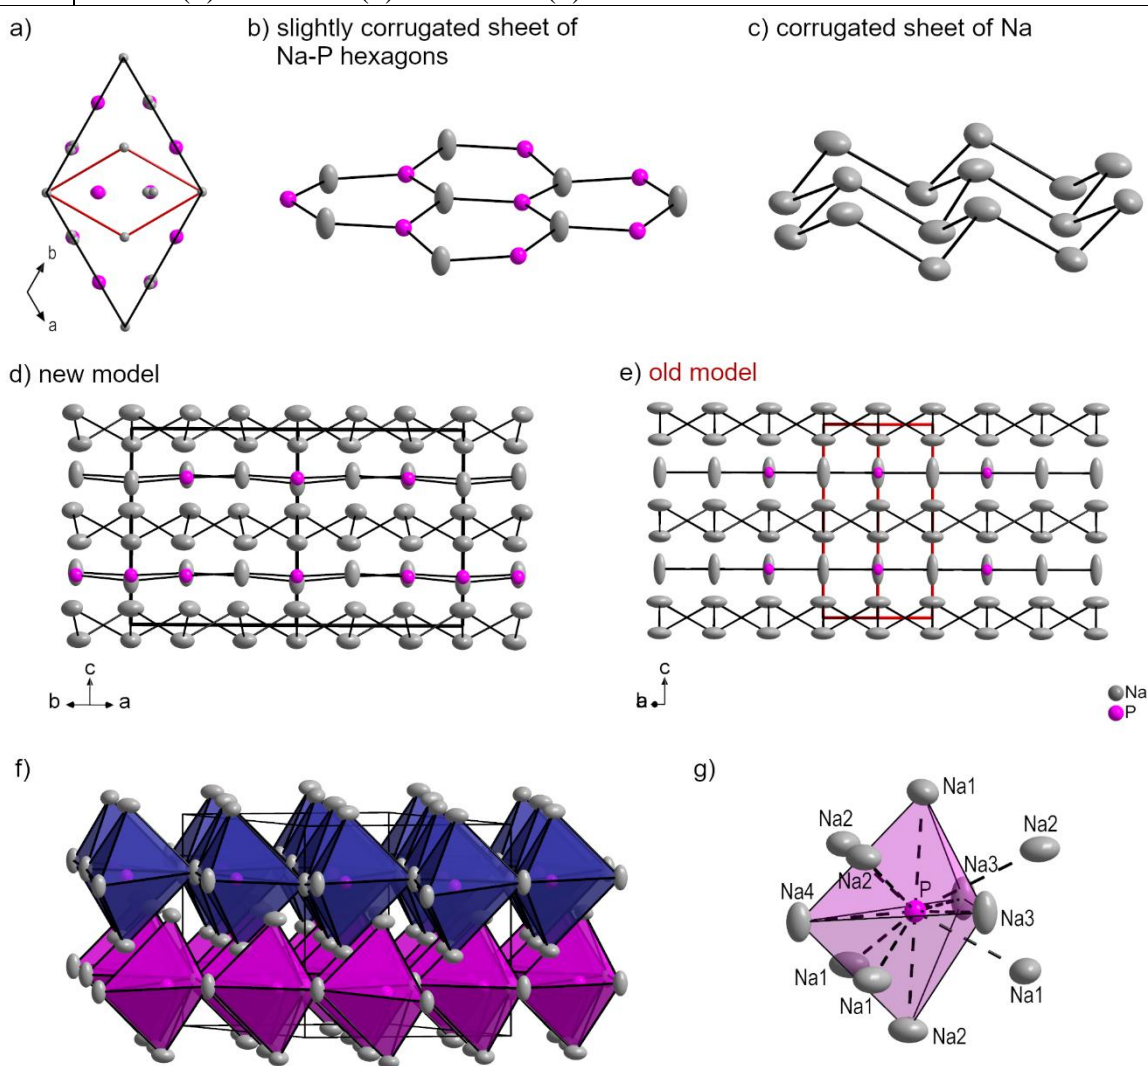 a)
b) slightly corrugated sheet of
Na-P hexagons
c) corrugated sheet of Na
b
a
d) new model
e) old model
c
b
a
c
Na
P
f)
g)
Na1
Na2
Na2
Na2
Na3
P
Na4
Na3
Na1
Na1
Na1
Na2